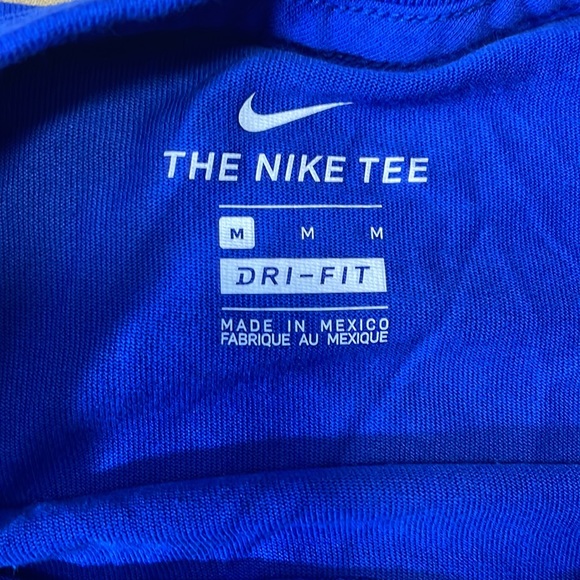 THE NIKE TEE
M M M
DRI-FIT
MADE IN MEXICO
FABRIQUE AU MEXIQUE